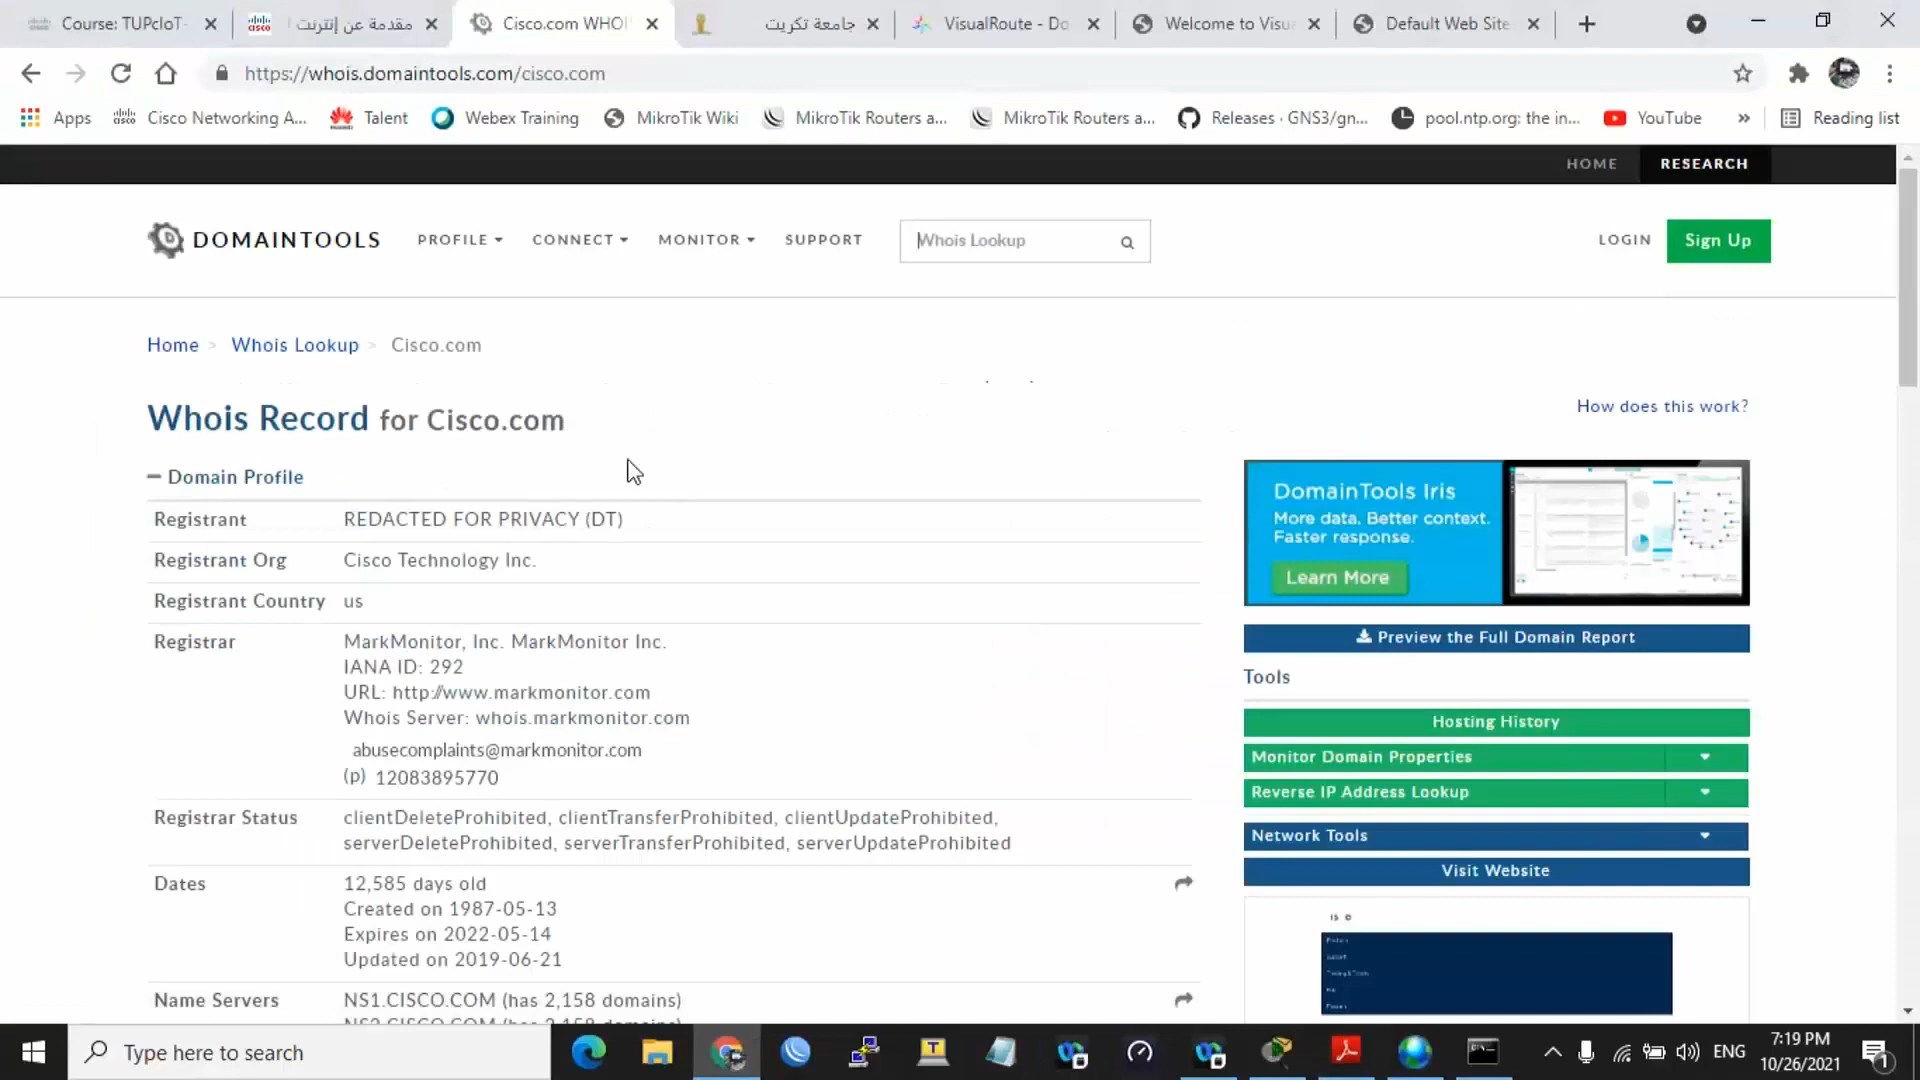 Course: TUPcIoT-
مقدمة عن إنترنت
Cisco.com WHOI
جامعة تكريت
VisualRoute - Do
Welcome to Visu
Default Web Site
https://whois.domaintools.com/cisco.com
Apps
Cisco Networking A...
Talent
Webex Training
MikroTik Wiki
MikroTik Routers a...
MikroTik Routers a...
Releases · GNS3/gn...
pool.ntp.org: the in...
YouTube
»
Reading list
HOME
RESEARCH
DOMAINTOOLS
PROFILE
CONNECT
MONITOR
SUPPORT
Whois Lookup
LOGIN
Sign Up
Home > Whois Lookup > Cisco.com
Whois Record for Cisco.com
How does this work?
Domain Profile
Registrant REDACTED FOR PRIVACY (DT)
Registrant Org Cisco Technology Inc.
Registrant Country us
Registrar MarkMonitor, Inc. MarkMonitor Inc.
IANA ID: 292
URL: http://www.markmonitor.com
Whois Server: whois.markmonitor.com
abusecomplaints@markmonitor.com
(p) 12083895770
Registrar Status clientDeleteProhibited, clientTransferProhibited, clientUpdateProhibited,
serverDeleteProhibited, serverTransferProhibited, serverUpdateProhibited
Dates 12,585 days old
Created on 1987-05-13
Expires on 2022-05-14
Updated on 2019-06-21
Name Servers NS1.CISCO.COM (has 2,158 domains)
NS2.CISCO.COM (has 2,158 domains)
DomainTools Iris
More data. Better context.
Faster response.
Learn More
Preview the Full Domain Report
Tools
Hosting History
Monitor Domain Properties
Reverse IP Address Lookup
Network Tools
Visit Website
Type here to search
ENG
7:19 PM
10/26/2021
1